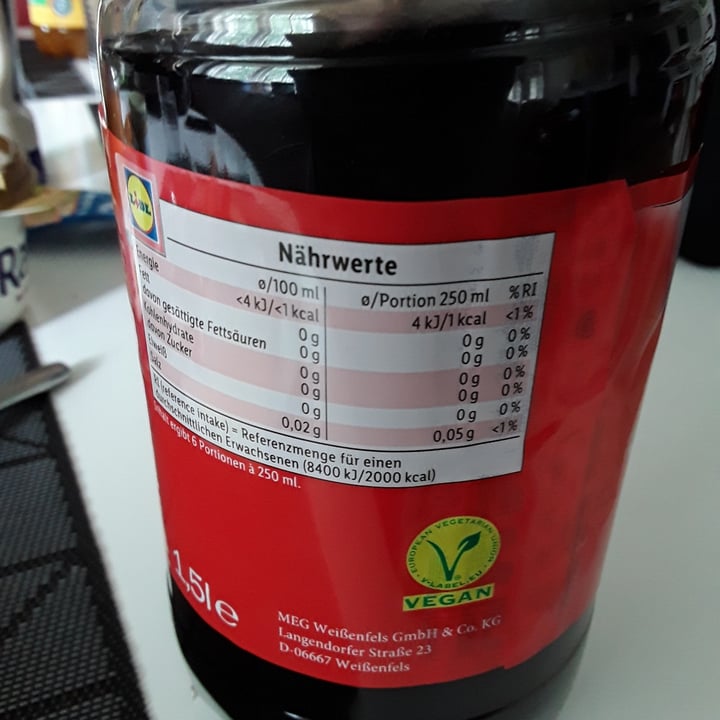 LIDL
Nährwerte
ø/100 ml ø/Portion 250 ml %RI
Energie <4 kJ/<1 kcal 4 kJ/1 kcal <1%
Fett 0 g 0 g 0%
davon gesättigte Fettsäuren 0 g 0 g 0%
Kohlenhydrate 0 g 0 g 0%
davon Zucker 0 g 0 g 0%
Eiweiß 0 g 0 g 0%
Salz 0,02 g 0,05 g <1%
RI (reference intake) = Referenzmenge für einen
durchschnittlichen Erwachsenen (8400 kJ/2000 kcal)
ergibt 6 Portionen à 250 ml.
EUROPEAN VEGETARIAN UNION
V-LABEL.EU
VEGAN
1,5l e
MEG Weißenfels GmbH & Co. KG
Langendorfer Straße 23
D-06667 Weißenfels